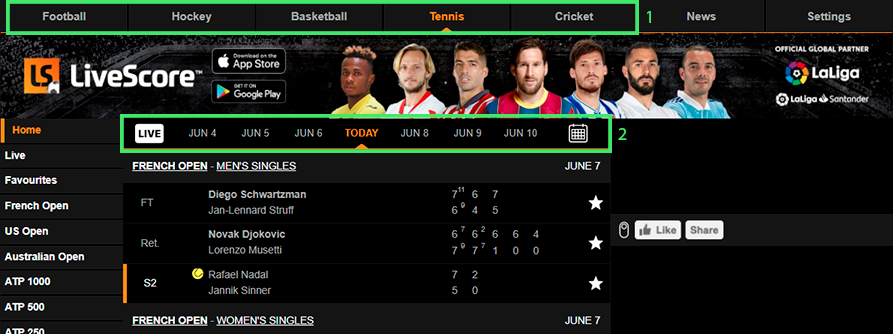 Football Hockey Basketball Tennis Cricket 1 News Settings
LS LiveScore™ Download on the App Store GET IT ON Google Play
OFFICIAL GLOBAL PARTNER
LaLiga
LaLiga Santander
Home
LIVE JUN 4 JUN 5 JUN 6 TODAY JUN 8 JUN 9 JUN 10 2
Live
Favourites
French Open
US Open
Australian Open
ATP 1000
ATP 500
ATP 250
FRENCH OPEN - MEN'S SINGLES JUNE 7
FT Diego Schwartzman 7 11 6 7
Jan-Lennard Struff 6 9 4 5
Ret. Novak Djokovic 6 7 6 2 6 6 4
Lorenzo Musetti 7 9 7 7 1 0 0
S2 Rafael Nadal 7 2
Jannik Sinner 5 0
FRENCH OPEN - WOMEN'S SINGLES JUNE 7
Like Share